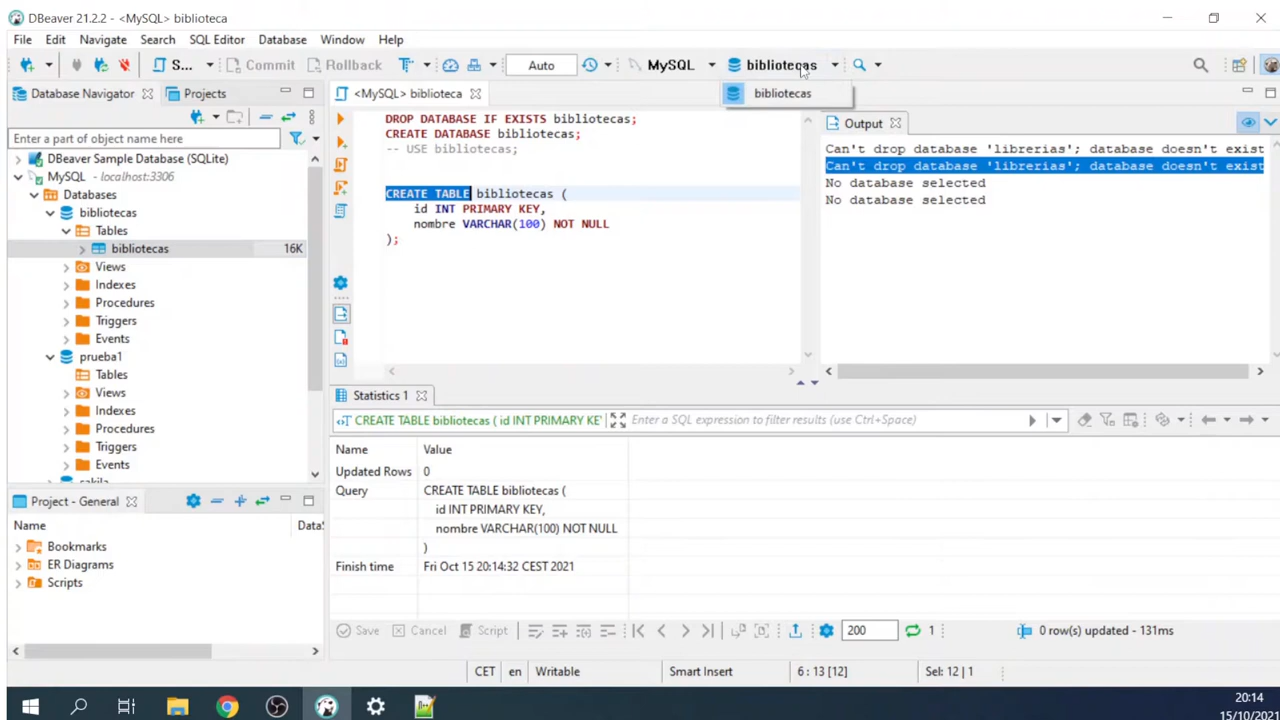 DBeaver 21.2.2 - <MySQL> biblioteca
File Edit Navigate Search SQL Editor Database Window Help
S... Commit Rollback Auto MySQL bibliotecas
Database Navigator Projects
<MySQL> biblioteca
bibliotecas
Enter a part of object name here
DBeaver Sample Database (SQLite)
MySQL - localhost:3306
Databases
bibliotecas
Tables
bibliotecas 16K
Views
Indexes
Procedures
Triggers
Events
prueba1
Tables
Views
Indexes
Procedures
Triggers
Events
sakila
DROP DATABASE IF EXISTS bibliotecas;
CREATE DATABASE bibliotecas;
-- USE bibliotecas;
CREATE TABLE bibliotecas (
id INT PRIMARY KEY,
nombre VARCHAR(100) NOT NULL
);
Output
Can't drop database 'librerias'; database doesn't exist
Can't drop database 'librerias'; database doesn't exist
No database selected
No database selected
Project - General
Name DataS
Bookmarks
ER Diagrams
Scripts
Statistics 1
CREATE TABLE bibliotecas ( id INT PRIMARY KEY Enter a SQL expression to filter results (use Ctrl+Space)
Name Value
Updated Rows 0
Query CREATE TABLE bibliotecas (
id INT PRIMARY KEY,
nombre VARCHAR(100) NOT NULL
)
Finish time Fri Oct 15 20:14:32 CEST 2021
Save Cancel Script 200 1 0 row(s) updated - 131ms
CET en Writable Smart Insert 6 : 13 [12] Sel: 12 | 1
20:14
15/10/2021